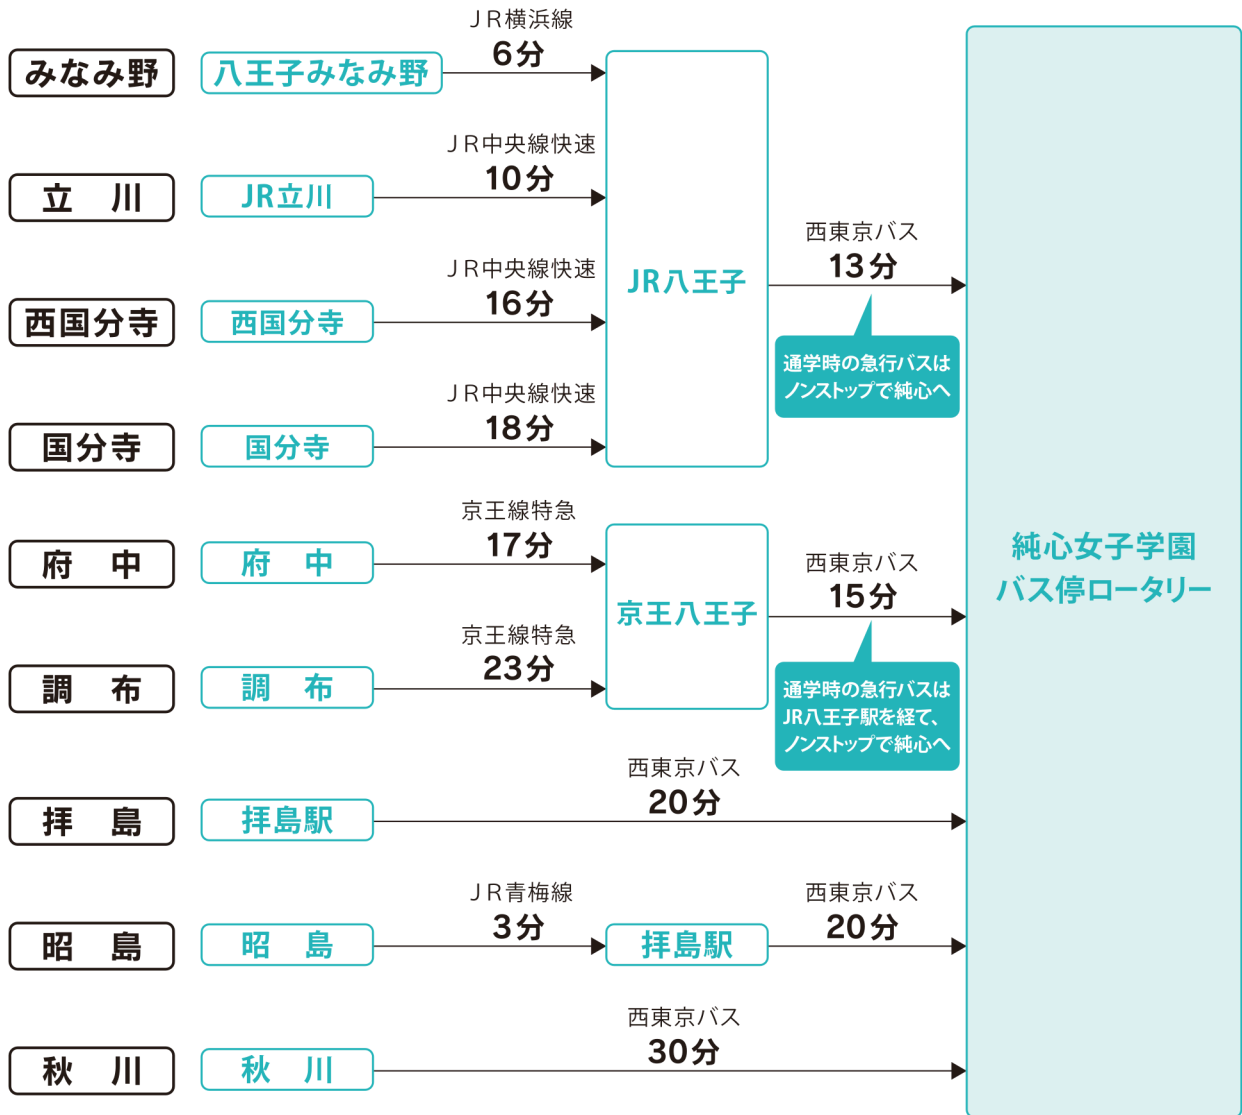 みなみ野
八王子みなみ野
JR横浜線
6分
立 川
JR立川
JR中央線快速
10分
西国分寺
西国分寺
JR中央線快速
16分
国分寺
国分寺
JR中央線快速
18分
JR八王子
西東京バス
13分
通学時の急行バスは
ノンストップで純心へ
府 中
府 中
京王線特急
17分
調 布
調 布
京王線特急
23分
京王八王子
西東京バス
15分
通学時の急行バスは
JR八王子駅を経て、
ノンストップで純心へ
拝 島
拝島駅
西東京バス
20分
昭 島
昭 島
JR青梅線
3分
拝島駅
西東京バス
20分
秋 川
秋 川
西東京バス
30分
純心女子学園
バス停ロータリー